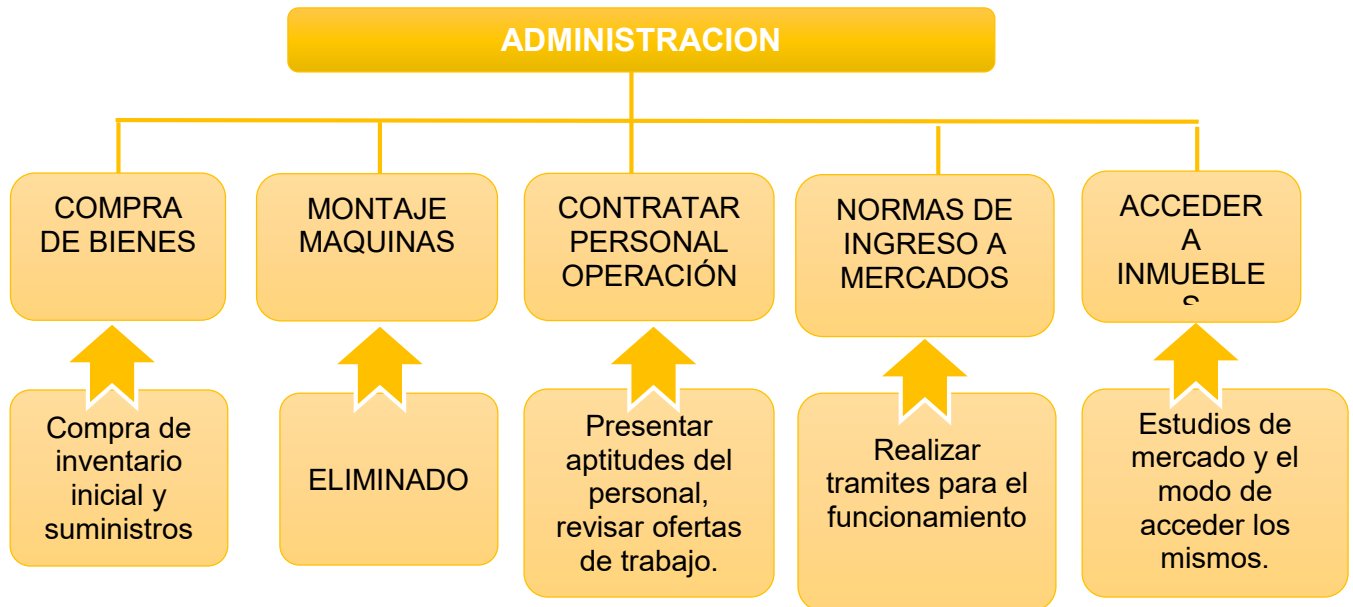 ADMINISTRACION
COMPRA
DE BIENES
MONTAJE
MAQUINAS
CONTRATAR
PERSONAL
OPERACIÓN
NORMAS DE
INGRESO A
MERCADOS
ACCEDER
A
INMUEBLE
S
Compra de
inventario
inicial y
suministros
ELIMINADO
Presentar
aptitudes del
personal,
revisar ofertas
de trabajo.
Realizar
tramites para el
funcionamiento
Estudios de
mercado y el
modo de
acceder los
mismos.